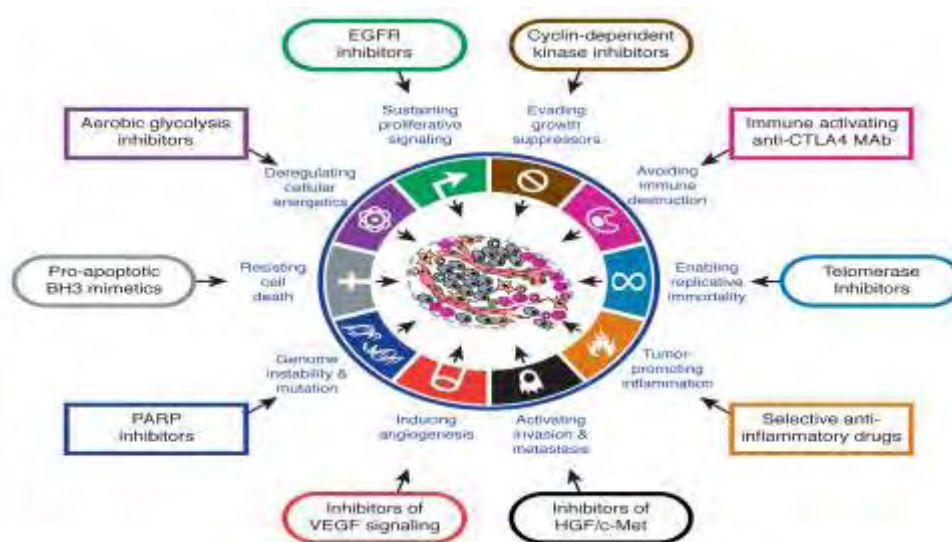 EGFR
inhibitors
Cyclin-dependent
kinase inhibitors
Sustaining
proliferative
signaling
Evading
growth
suppressors
Aerobic glycolysis
inhibitors
Immune activating
anti-CTLA4 MAb
Deregulating
cellular
energetics
Avoiding
immune
destruction
Pro-apoptotic
BH3 mimetics
Resisting
cell
death
Enabling
replicative
immortality
Telomerase
Inhibitors
Genome
instability &
mutation
Tumor-
promoting
inflammation
PARP
inhibitors
Inducing
angiogenesis
Activating
invasion &
metastasis
Selective anti-
inflammatory drugs
Inhibitors of
VEGF signaling
Inhibitors of
HGF/c-Met